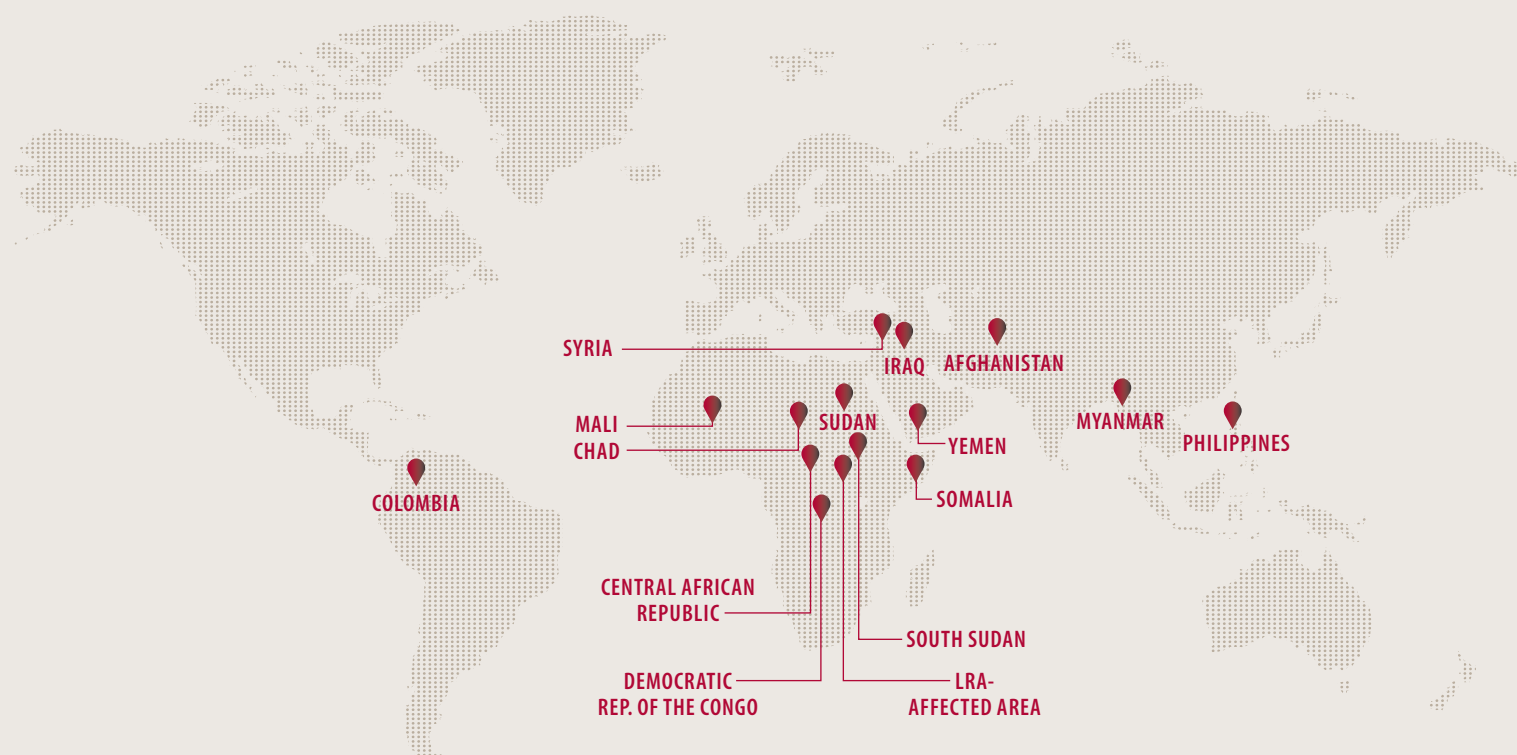 SYRIA
IRAQ
AFGHANISTAN
MALI
SUDAN
MYANMAR
CHAD
YEMEN
PHILIPPINES
COLOMBIA
SOMALIA
CENTRAL AFRICAN
REPUBLIC
SOUTH SUDAN
DEMOCRATIC
REP. OF THE CONGO
LRA-
AFFECTED AREA